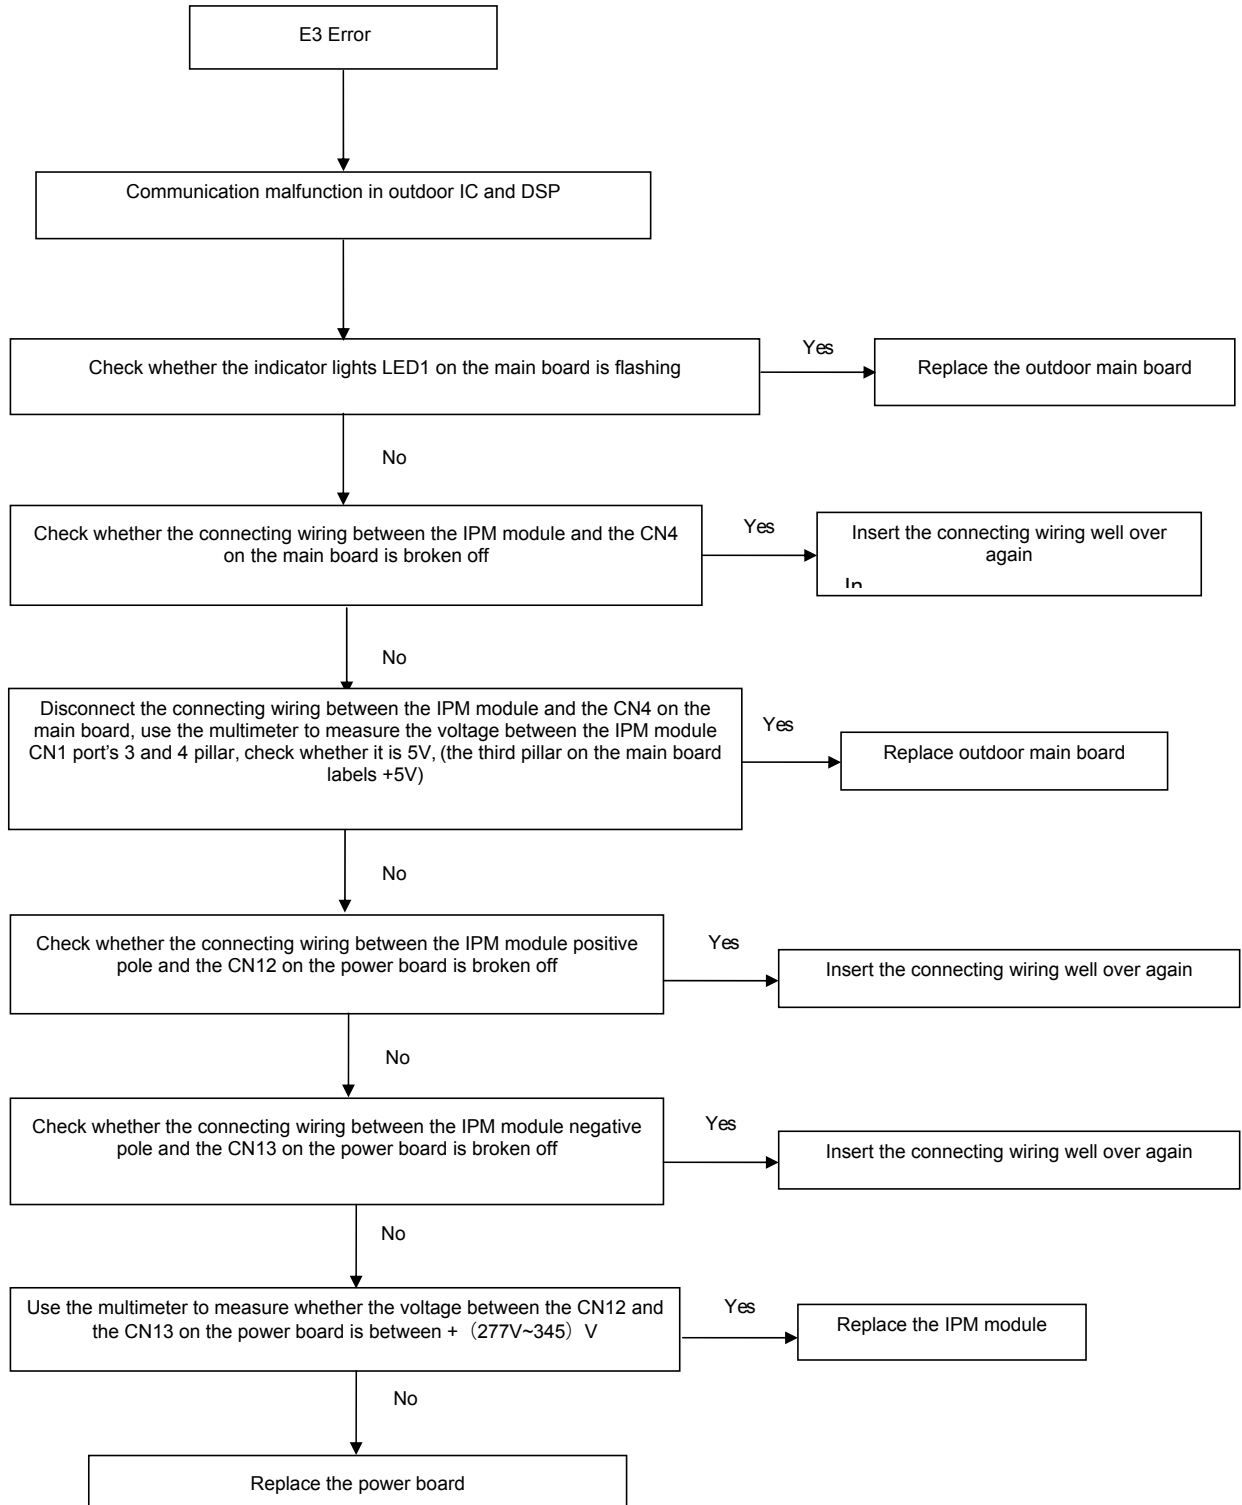 E3 Error
Communication malfunction in outdoor IC and DSP
Check whether the indicator lights LED1 on the main board is flashing
Yes
Replace the outdoor main board
No
Check whether the connecting wiring between the IPM module and the CN4
on the main board is broken off
Yes
Insert the connecting wiring well over
again
In
No
Disconnect the connecting wiring between the IPM module and the CN4 on the
main board, use the multimeter to measure the voltage between the IPM module
CN1 port's 3 and 4 pillar, check whether it is 5V, (the third pillar on the main board
labels +5V)
Yes
Replace outdoor main board
No
Check whether the connecting wiring between the IPM module positive
pole and the CN12 on the power board is broken off
Yes
Insert the connecting wiring well over again
No
Check whether the connecting wiring between the IPM module negative
pole and the CN13 on the power board is broken off
Yes
Insert the connecting wiring well over again
No
Use the multimeter to measure whether the voltage between the CN12 and
the CN13 on the power board is between +（277V~345）V
Yes
Replace the IPM module
No
Replace the power board